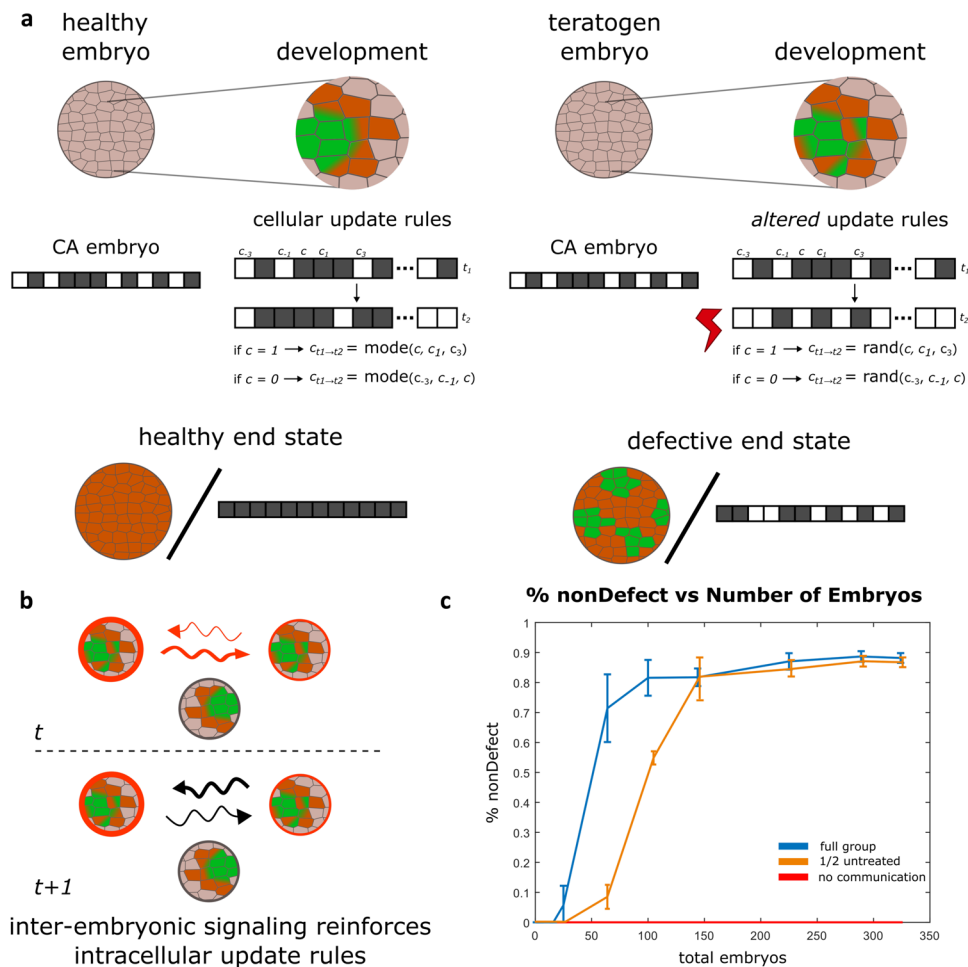 a
healthy
embryo
development
teratogen
embryo
development
cellular update rules
CA embryo
c-3 c-1 c c1 c3
t1
...
t2
...
if c = 1 → ct1→t2 = mode(c, c1, c3)
if c = 0 → ct1→t2 = mode(c-3, c-1, c)
altered update rules
CA embryo
c-3 c-1 c c1 c3
t1
...
t2
...
if c = 1 → ct1→t2 = rand(c, c1, c3)
if c = 0 → ct1→t2 = rand(c-3, c-1, c)
healthy end state
defective end state
b
t
t+1
inter-embryonic signaling reinforces
intracellular update rules
c
% nonDefect vs Number of Embryos
% nonDefect
1
0.9
0.8
0.7
0.6
0.5
0.4
0.3
0.2
0.1
0
full group
1/2 untreated
no communication
0 50 100 150 200 250 300 350
total embryos